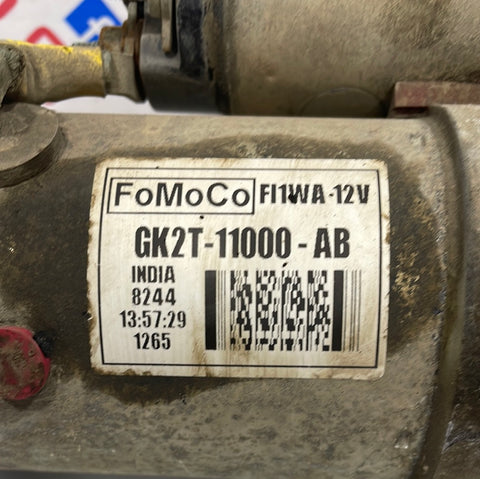 FoMoCo FI1WA-12V
GK2T-11000-AB
INDIA
8244
13:57:29
1265